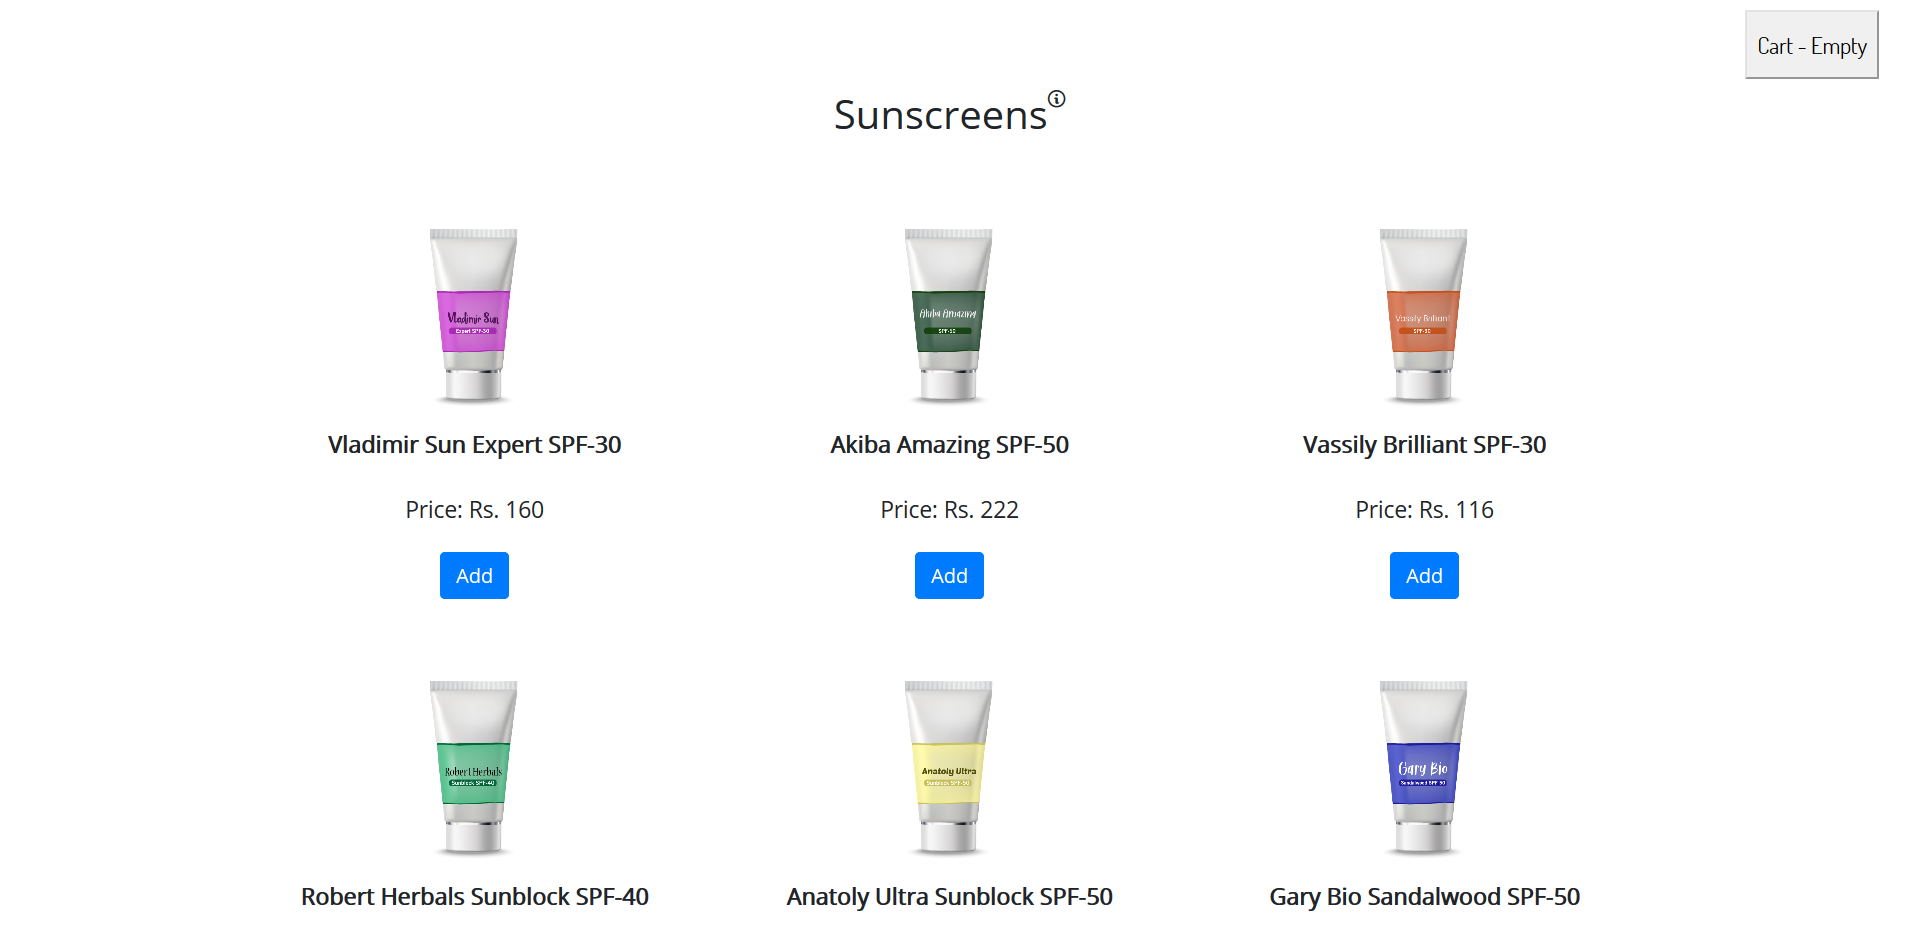 Cart - Empty
Sunscreens
Vladimir Sun
Expert SPF-30
Akiba Amazing
SPF-50
Vassily Brilliant
SPF-30
Vladimir Sun Expert SPF-30
Akiba Amazing SPF-50
Vassily Brilliant SPF-30
Price: Rs. 160
Price: Rs. 222
Price: Rs. 116
Add
Add
Add
Robert Herbals
Sunblock SPF-40
Anatoly Ultra
Sunblock SPF-50
Gary Bio
Sandalwood SPF-50
Robert Herbals Sunblock SPF-40
Anatoly Ultra Sunblock SPF-50
Gary Bio Sandalwood SPF-50